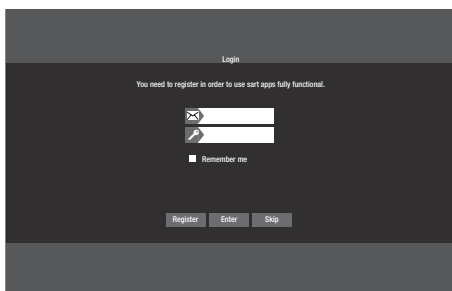 Login
You need to register in order to use sart apps fully functional.
Remember me
Register Enter Skip